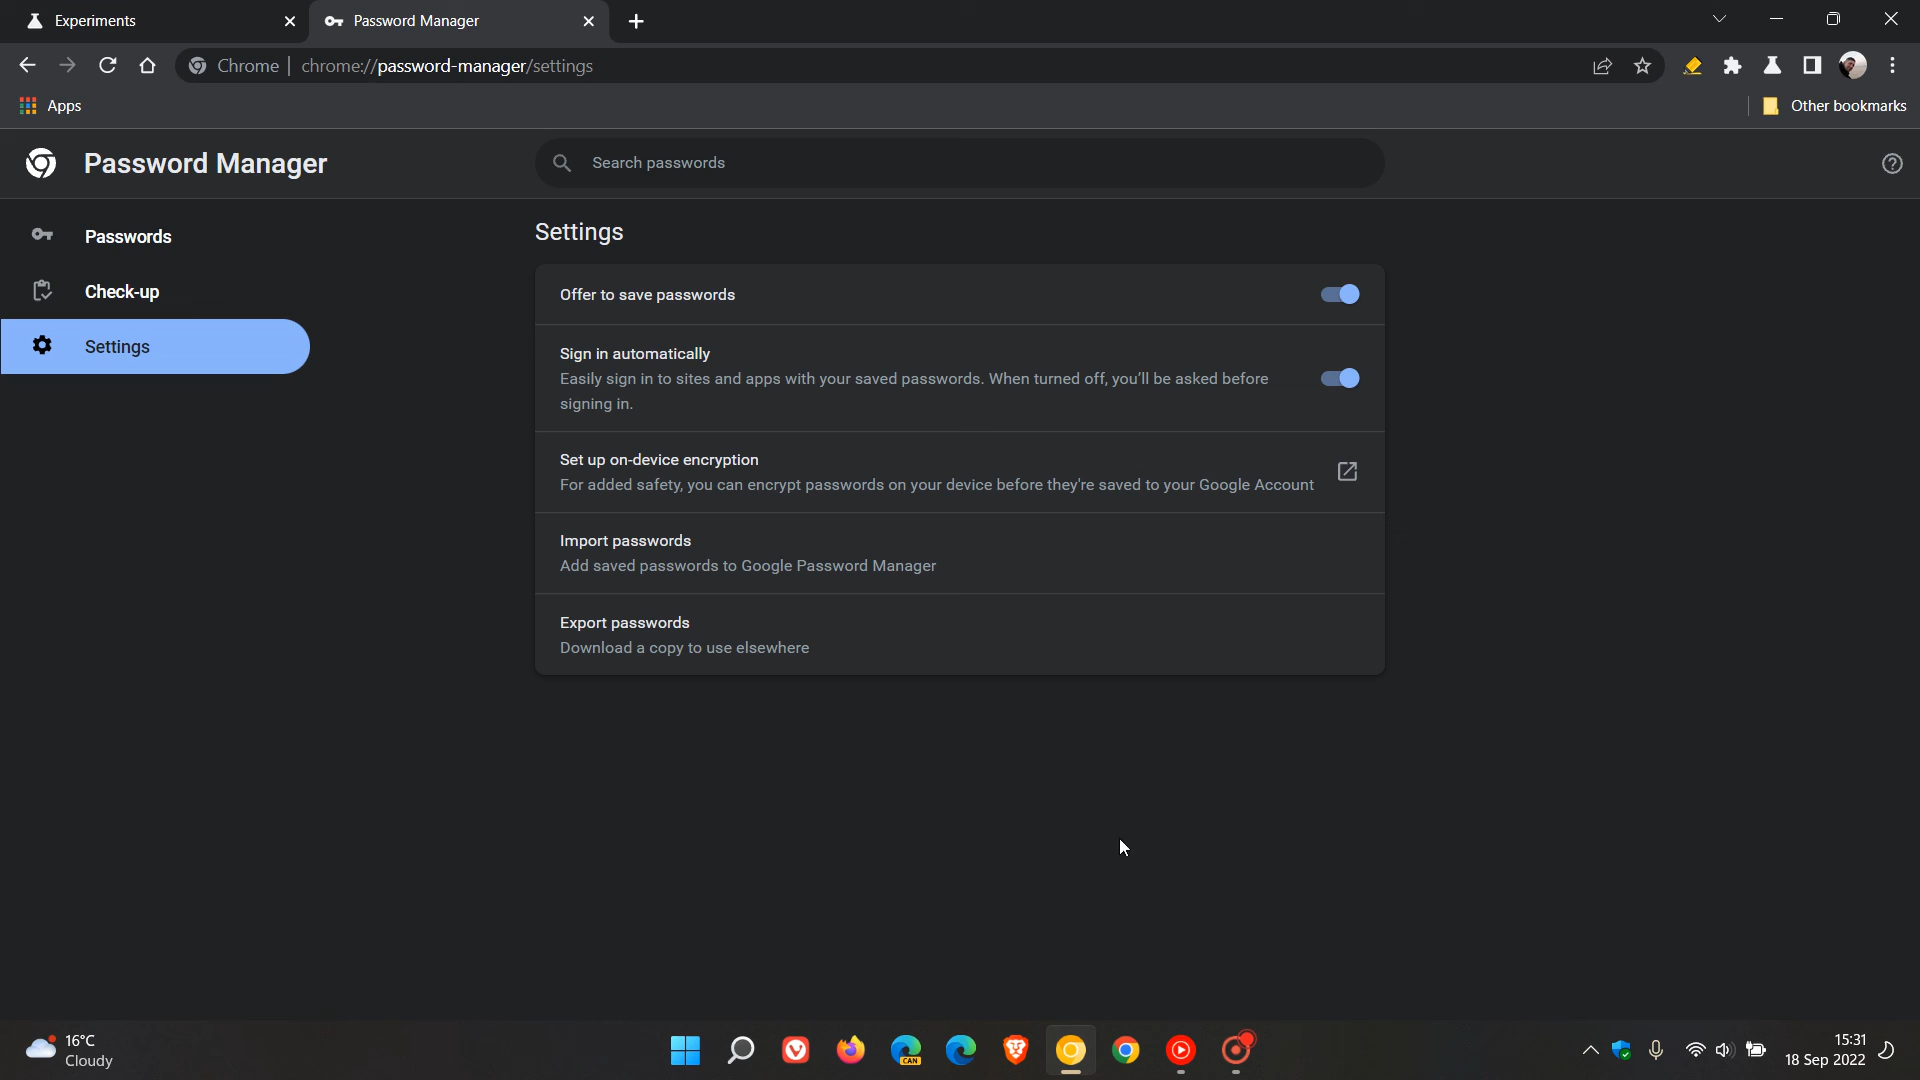 Experiments
Password Manager
Chrome
chrome://password-manager/settings
Apps
Other bookmarks
Password Manager
Search passwords
Passwords
Check-up
Settings
Settings
Offer to save passwords
Sign in automatically
Easily sign in to sites and apps with your saved passwords. When turned off, you’ll be asked before
signing in.
Set up on-device encryption
For added safety, you can encrypt passwords on your device before they're saved to your Google Account
Import passwords
Add saved passwords to Google Password Manager
Export passwords
Download a copy to use elsewhere
16°C
Cloudy
CAN
15:31
18 Sep 2022